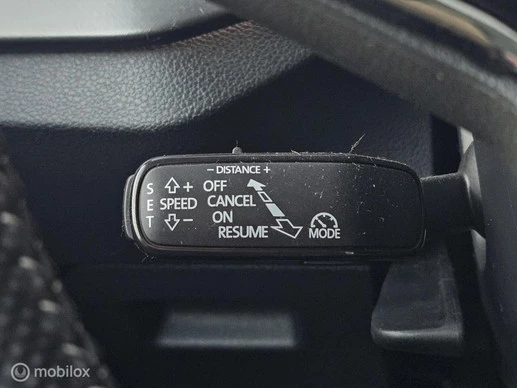 - DISTANCE +
S E T
SPEED
+
-
OFF
CANCEL
ON
RESUME
MODE
mobilox